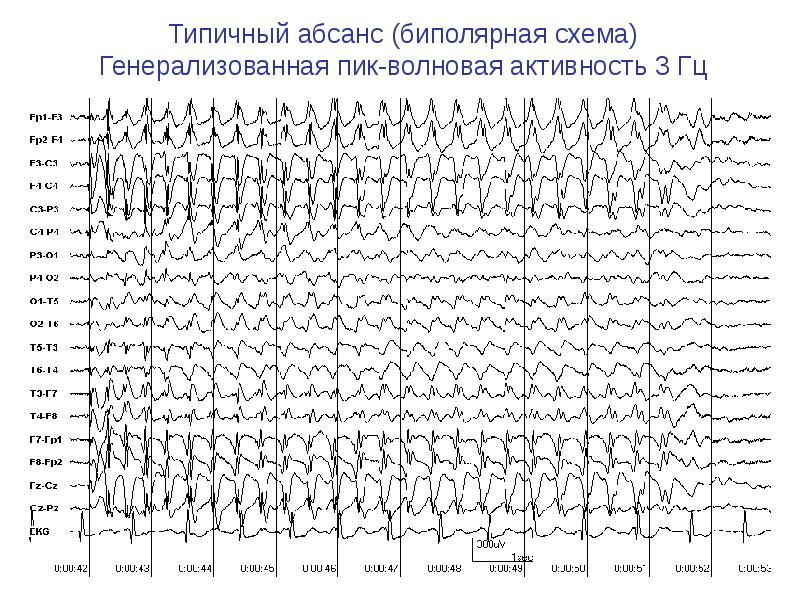 Типичный абсанс (биполярная схема)
Генерализованная пик-волновая активность 3 Гц
Fp1-F3
Fp2-F4
F3-C3
F4-C4
C3-P3
C4-P4
P3-O1
P4-O2
O1-T5
O2-T6
T5-T3
T6-T4
T3-F7
T4-F8
F7-Fp1
F8-Fp2
Fz-Cz
Cz-Pz
EKG
300uV
1sec
0:00:42 0:00:43 0:00:44 0:00:45 0:00:46 0:00:47 0:00:48 0:00:49 0:00:50 0:00:51 0:00:52 0:00:53